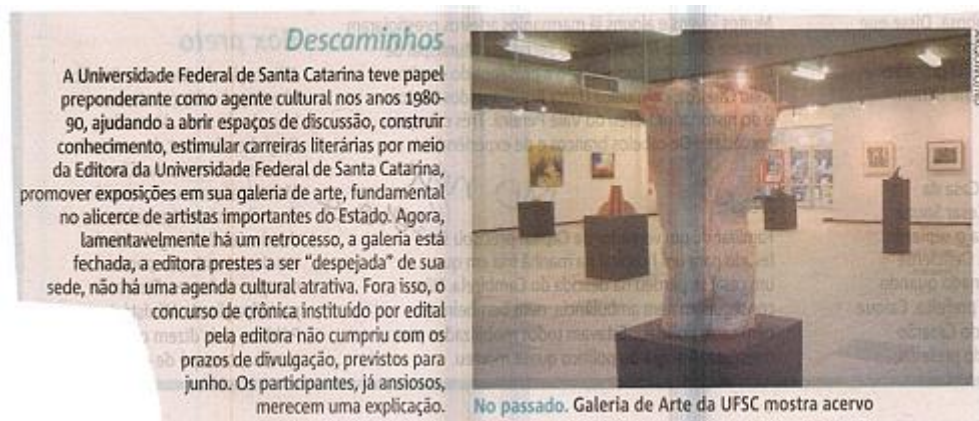 Descaminhos
A Universidade Federal de Santa Catarina teve papel
preponderante como agente cultural nos anos 1980-
90, ajudando a abrir espaços de discussão, construir
conhecimento, estimular carreiras literárias por meio
da Editora da Universidade Federal de Santa Catarina,
promover exposições em sua galeria de arte, fundamental
no alicerce de artistas importantes do Estado. Agora,
lamentavelmente há um retrocesso, a galeria está
fechada, a editora prestes a ser “despejada” de sua
sede, não há uma agenda cultural atrativa. Fora isso, o
concurso de crônica instituído por edital
pela editora não cumpriu com os
prazos de divulgação, previstos para
junho. Os participantes, já ansiosos,
merecem uma explicação.
No passado. Galeria de Arte da UFSC mostra acervo